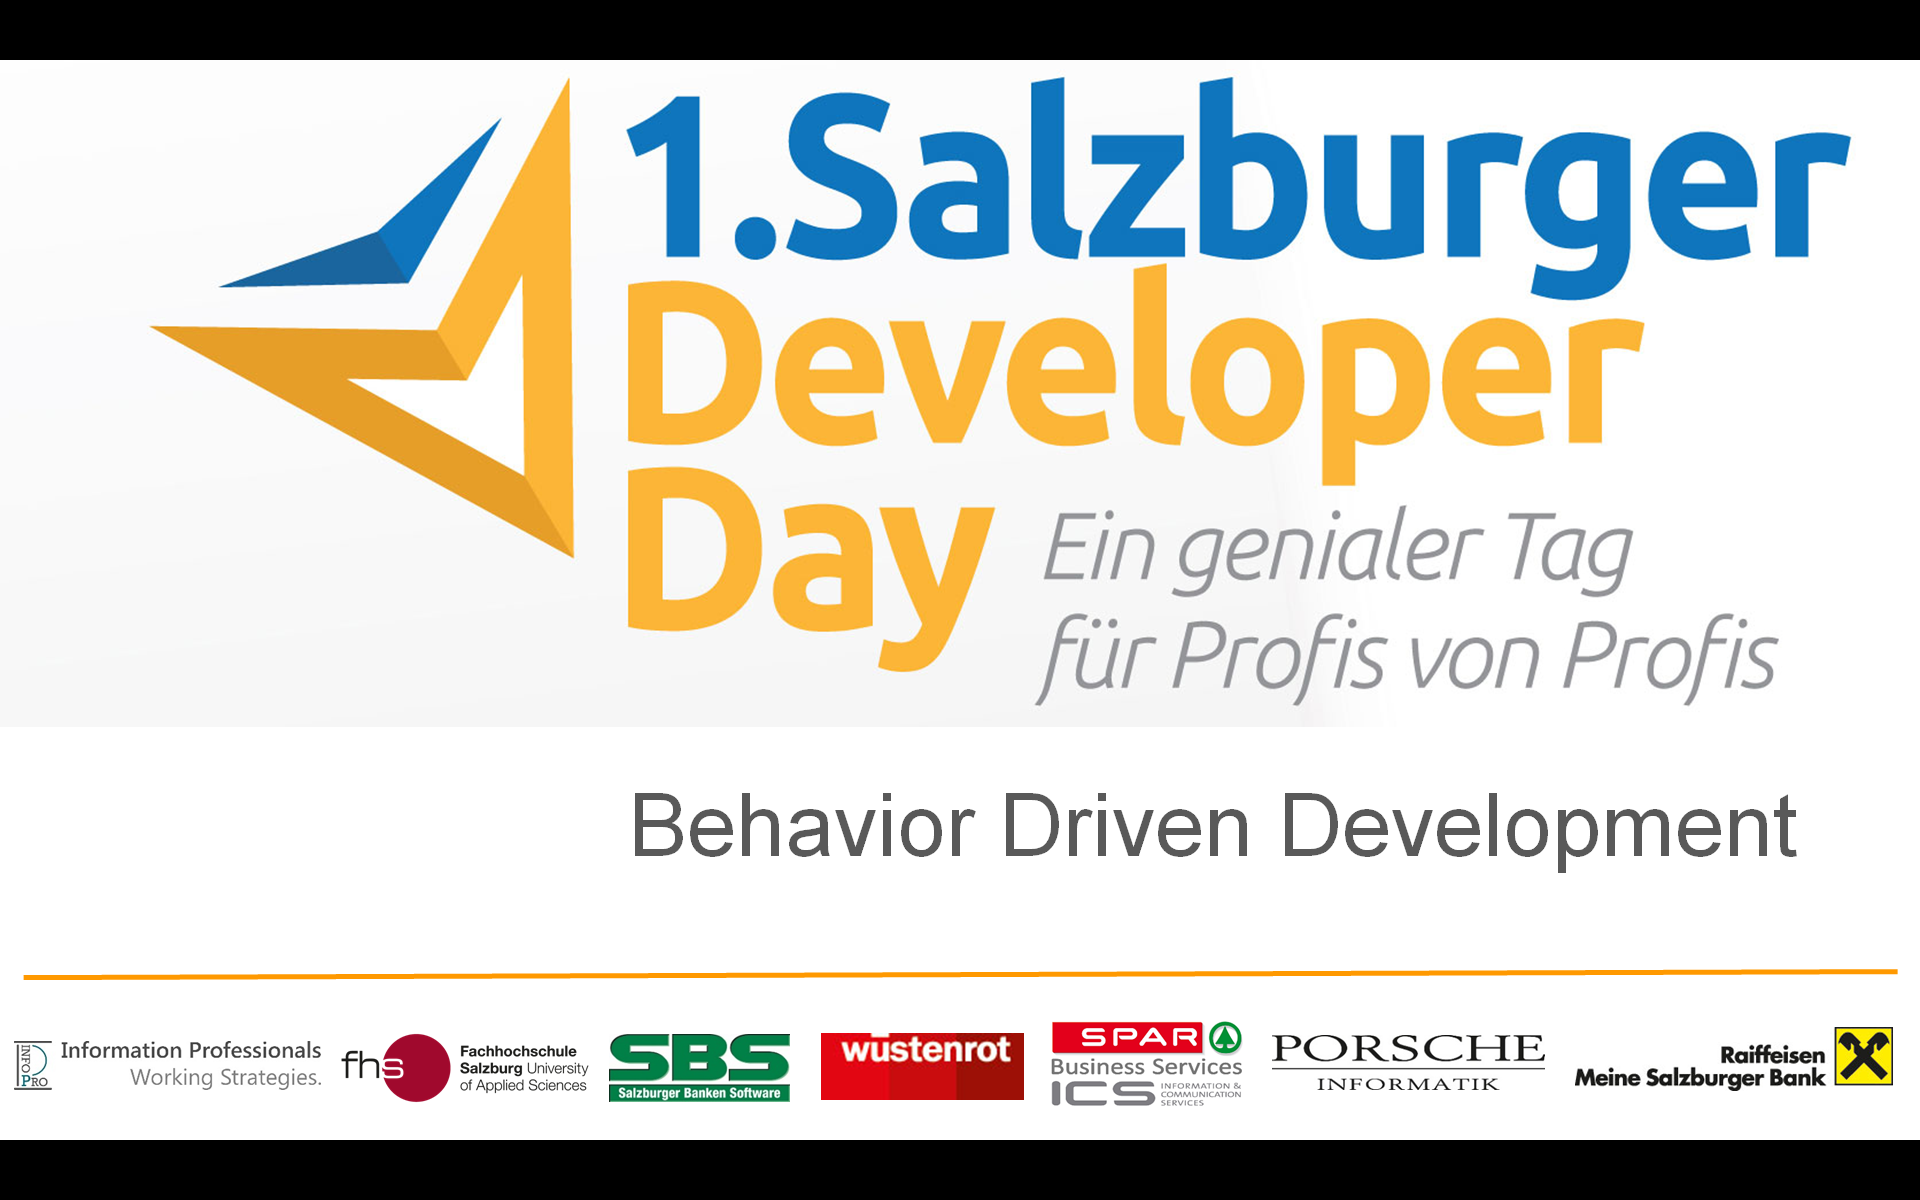 1.Salzburger
Developer
Day
Ein genialer Tag
für Profis von Profis
Behavior Driven Development
INFO
PRO
Information Professionals
Working Strategies.
fhs
Fachhochschule
Salzburg University
of Applied Sciences
SBS
Salzburger Banken Software
wüstenrot
SPAR
Business Services
ICS
INFORMATION &
COMMUNICATION
SERVICES
PORSCHE
INFORMATIK
Raiffeisen
Meine Salzburger Bank